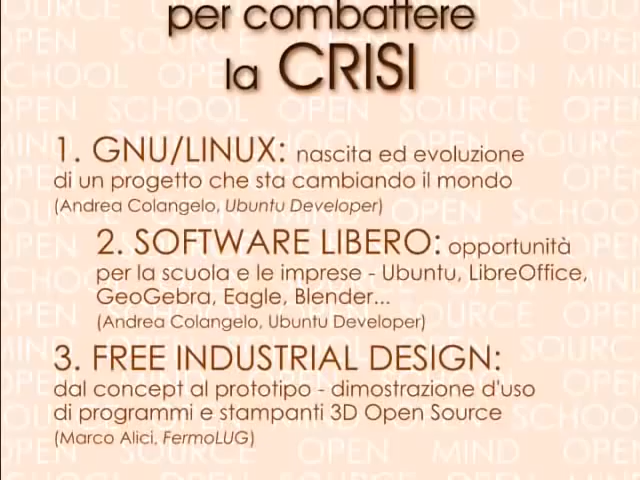 per combattere
la CRISI
1. GNU/LINUX: nascita ed evoluzione
di un progetto che sta cambiando il mondo
(Andrea Colangelo, Ubuntu Developer)
2. SOFTWARE LIBERO: opportunità
per la scuola e le imprese - Ubuntu, LibreOffice,
GeoGebra, Eagle, Blender...
(Andrea Colangelo, Ubuntu Developer)
3. FREE INDUSTRIAL DESIGN:
dal concept al prototipo - dimostrazione d'uso
di programmi e stampanti 3D Open Source
(Marco Alici, FermoLUG)